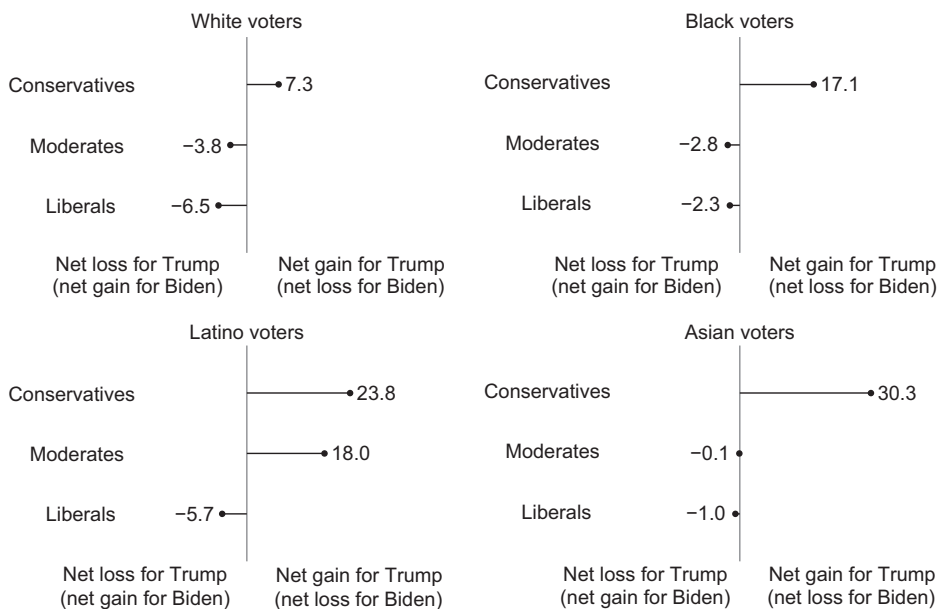 White voters
Conservatives 7.3
Moderates −3.8
Liberals −6.5
Net loss for Trump Net gain for Trump
(net gain for Biden) (net loss for Biden)
Black voters
Conservatives 17.1
Moderates −2.8
Liberals −2.3
Net loss for Trump Net gain for Trump
(net gain for Biden) (net loss for Biden)
Latino voters
Conservatives 23.8
Moderates 18.0
Liberals −5.7
Net loss for Trump Net gain for Trump
(net gain for Biden) (net loss for Biden)
Asian voters
Conservatives 30.3
Moderates −0.1
Liberals −1.0
Net loss for Trump Net gain for Trump
(net gain for Biden) (net loss for Biden)